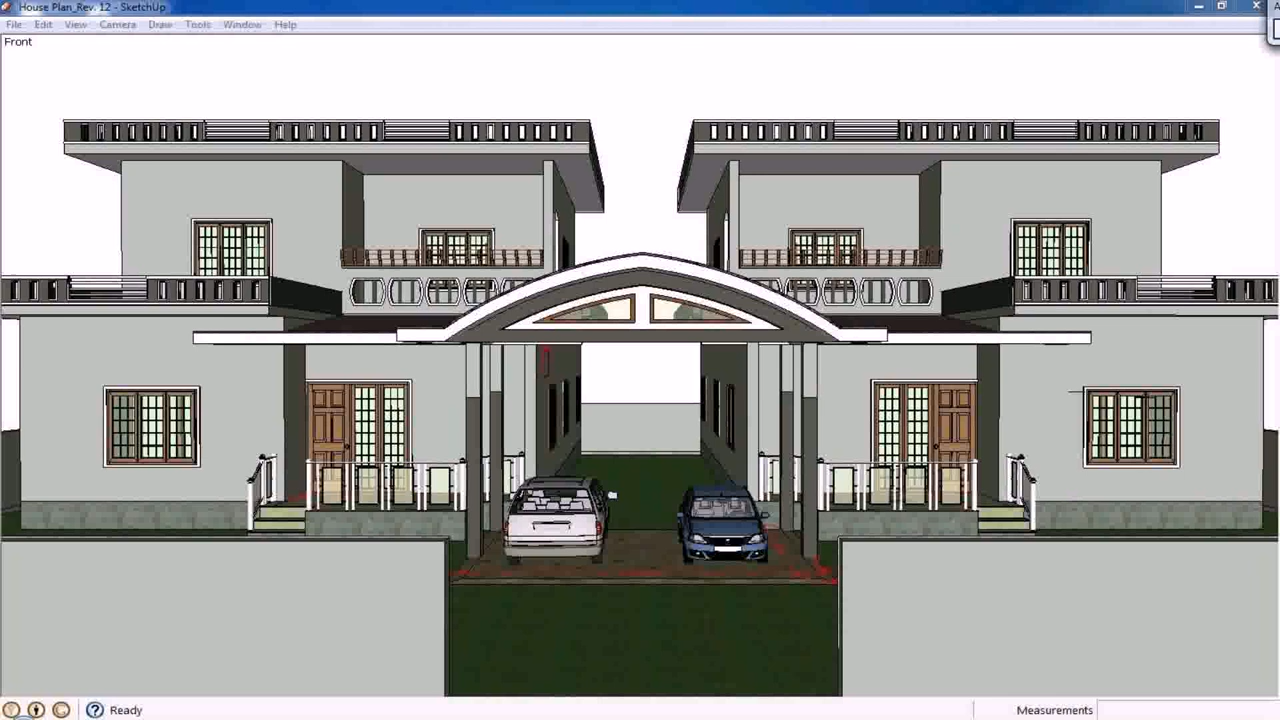 House Plan_Rev. 12 - SketchUp
File Edit View Camera Draw Tools Window Help
Front
Ready
Measurements